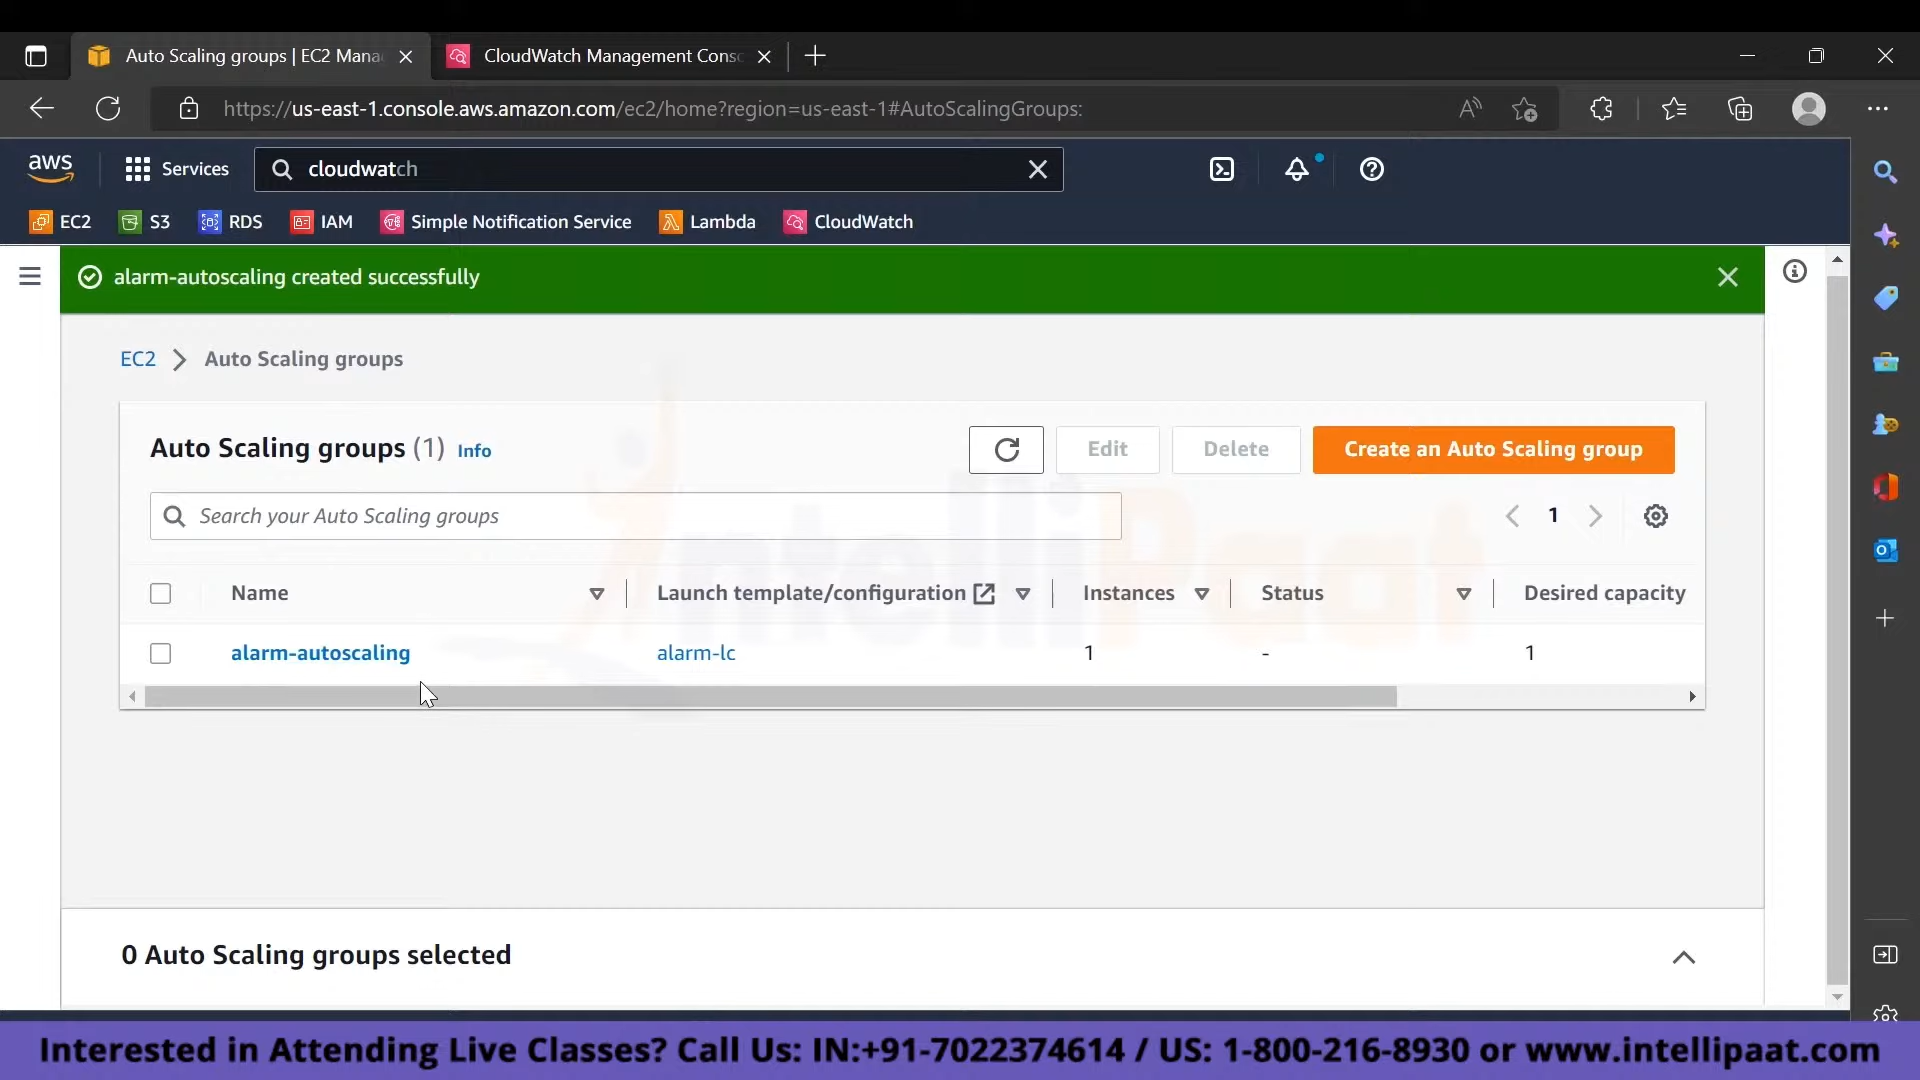 Auto Scaling groups | EC2 Mana
CloudWatch Management Conso
https://us-east-1.console.aws.amazon.com/ec2/home?region=us-east-1#AutoScalingGroups:
aws
Services
cloudwatch
EC2
S3
RDS
IAM
Simple Notification Service
Lambda
CloudWatch
alarm-autoscaling created successfully
EC2
Auto Scaling groups
Auto Scaling groups (1) Info
Edit
Delete
Create an Auto Scaling group
Search your Auto Scaling groups
1
Name
Launch template/configuration
Instances
Status
Desired capacity
alarm-autoscaling
alarm-lc
1
-
1
IntelliPaat
0 Auto Scaling groups selected
Interested in Attending Live Classes? Call Us: IN:+91-7022374614 / US: 1-800-216-8930 or www.intellipaat.com